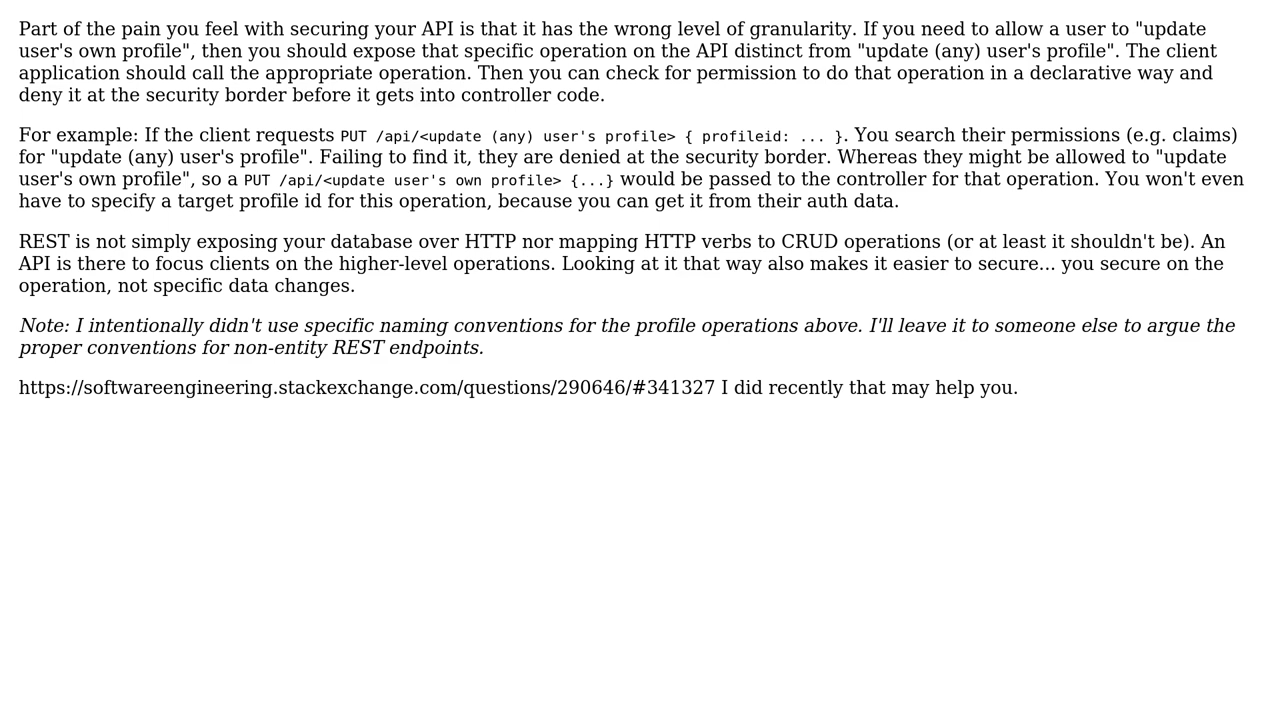 Part of the pain you feel with securing your API is that it has the wrong level of granularity. If you need to allow a user to "update
user's own profile", then you should expose that specific operation on the API distinct from "update (any) user's profile". The client
application should call the appropriate operation. Then you can check for permission to do that operation in a declarative way and
deny it at the security border before it gets into controller code.
For example: If the client requests PUT /api/<update (any) user's profile> { profileid: ... }. You search their permissions (e.g. claims)
for "update (any) user's profile". Failing to find it, they are denied at the security border. Whereas they might be allowed to "update
user's own profile", so a PUT /api/<update user's own profile> {...} would be passed to the controller for that operation. You won't even
have to specify a target profile id for this operation, because you can get it from their auth data.
REST is not simply exposing your database over HTTP nor mapping HTTP verbs to CRUD operations (or at least it shouldn't be). An
API is there to focus clients on the higher-level operations. Looking at it that way also makes it easier to secure... you secure on the
operation, not specific data changes.
Note: I intentionally didn't use specific naming conventions for the profile operations above. I'll leave it to someone else to argue the
proper conventions for non-entity REST endpoints.
https://softwareengineering.stackexchange.com/questions/290646/#341327 I did recently that may help you.